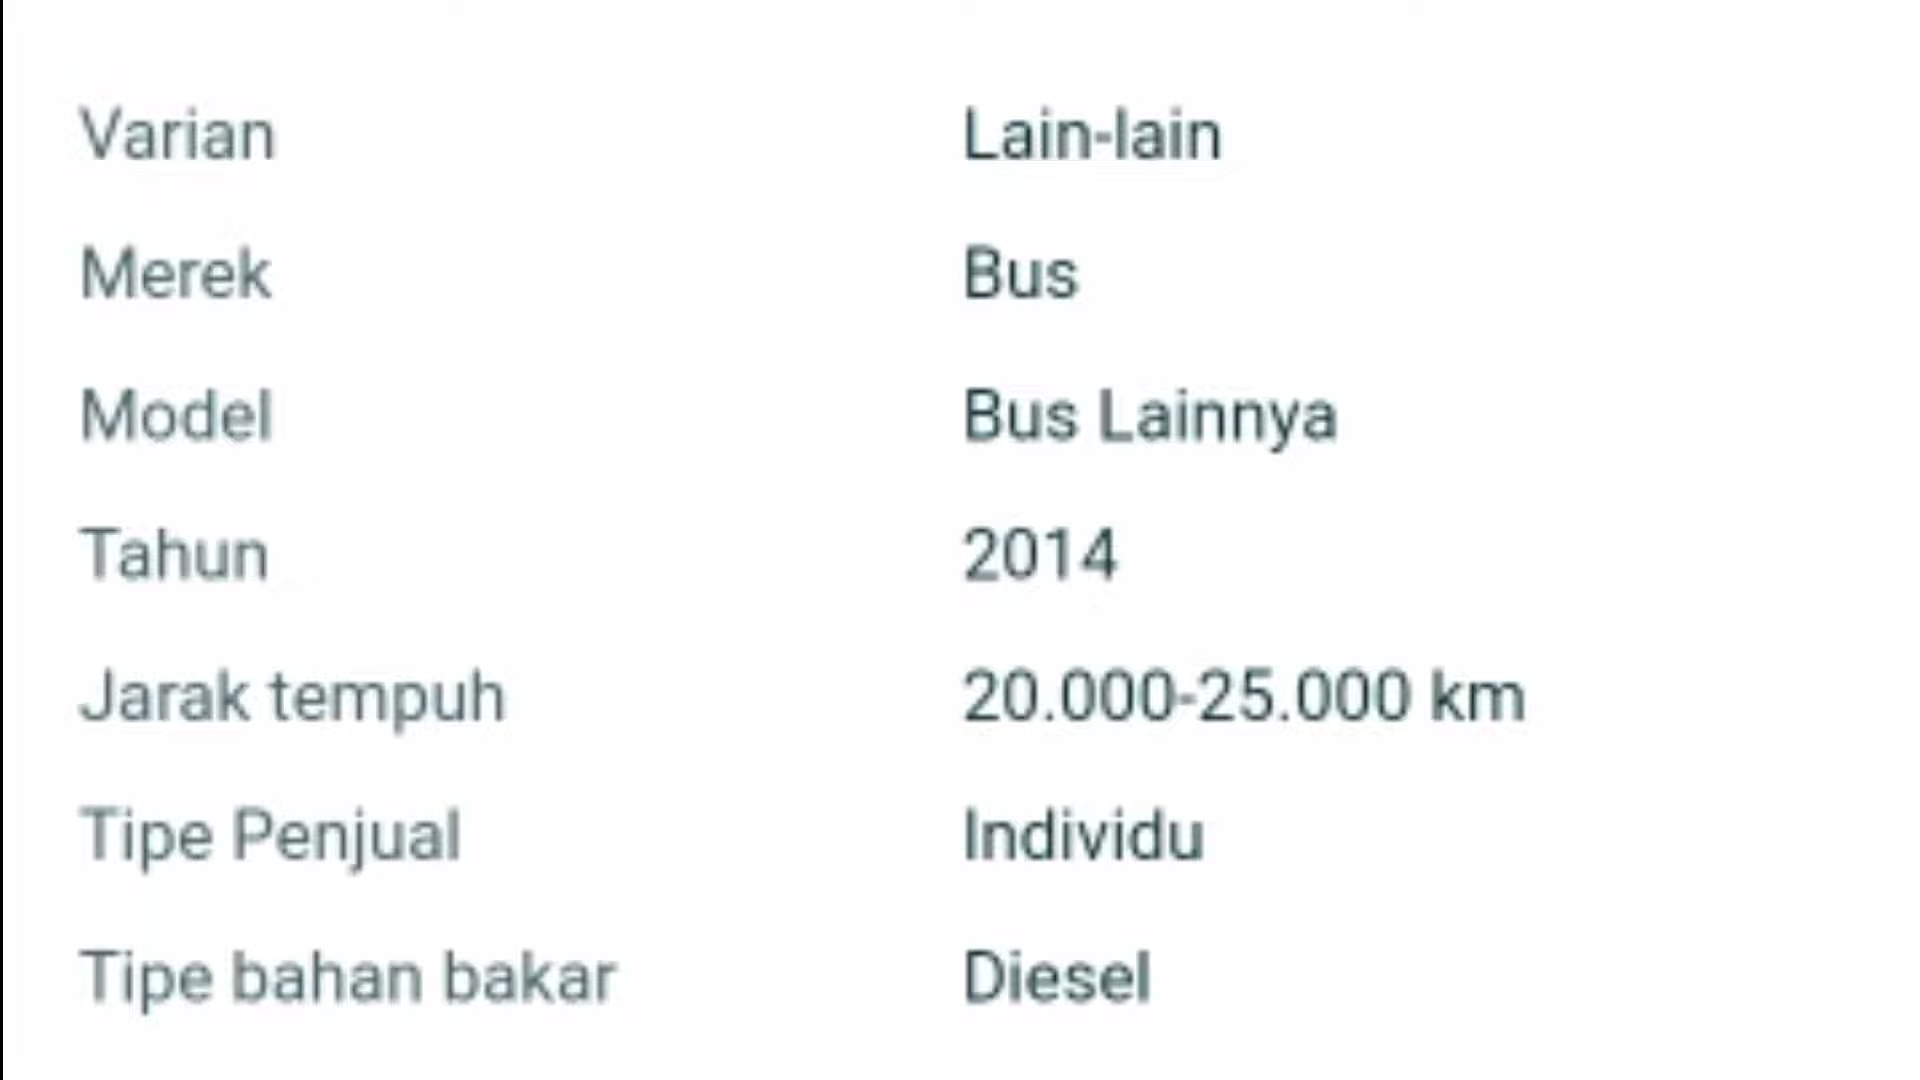 Varian Lain-lain
Merek Bus
Model Bus Lainnya
Tahun 2014
Jarak tempuh 20.000-25.000 km
Tipe Penjual Individu
Tipe bahan bakar Diesel